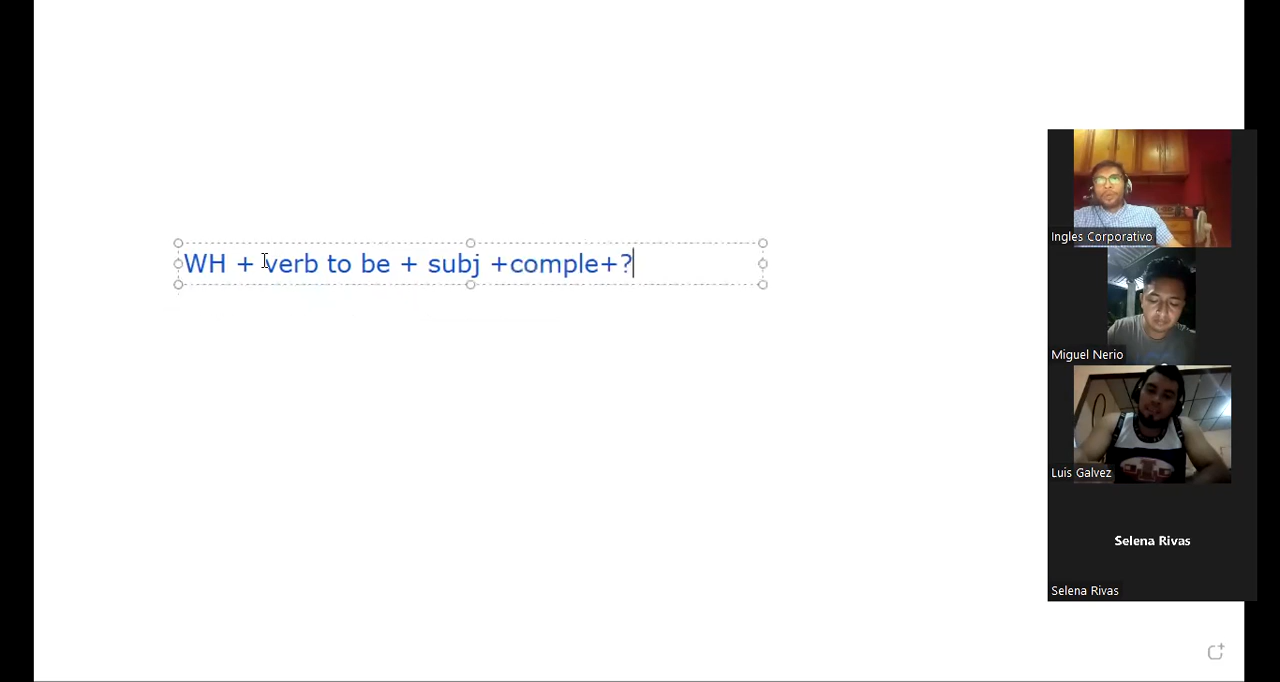 WH + verb to be + subj +comple+?
Ingles Corporativo
Miguel Nerio
Luis Galvez
Selena Rivas
Selena Rivas